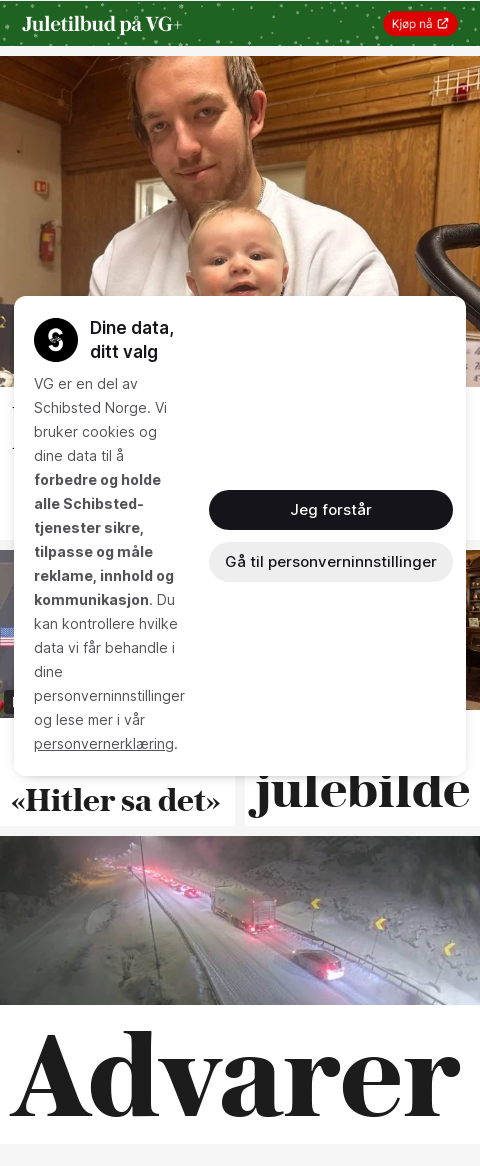 Juletilbud på VG+
Kjøp nå
Dine data,
ditt valg
VG er en del av
Schibsted Norge. Vi
bruker cookies og
dine data til å
forbedre og holde
alle Schibsted-
tjenester sikre,
tilpasse og måle
reklame, innhold og
kommunikasjon. Du
kan kontrollere hvilke
data vi får behandle i
dine
personverninnstillinger
og lese mer i vår
personvernerklæring.
Jeg forstår
Gå til personverninnstillinger
«Hitler sa det»
julebilde
Advarer